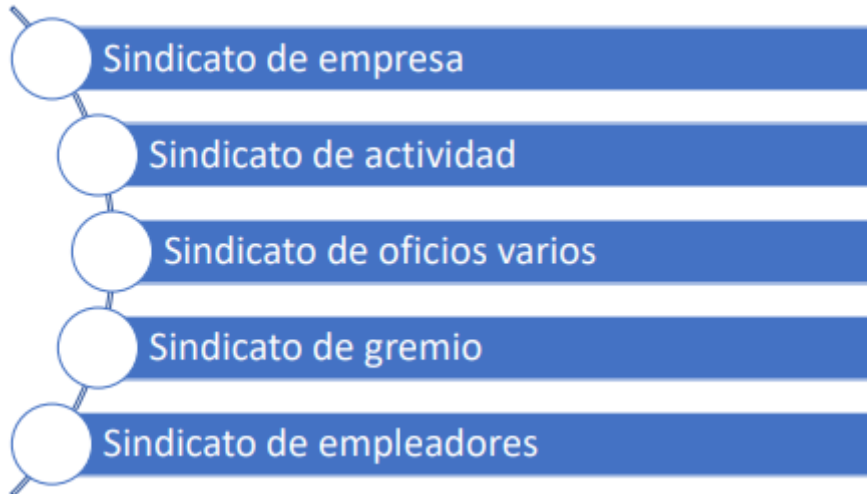 Sindicato de empresa
Sindicato de actividad
Sindicato de oficios varios
Sindicato de gremio
Sindicato de empleadores